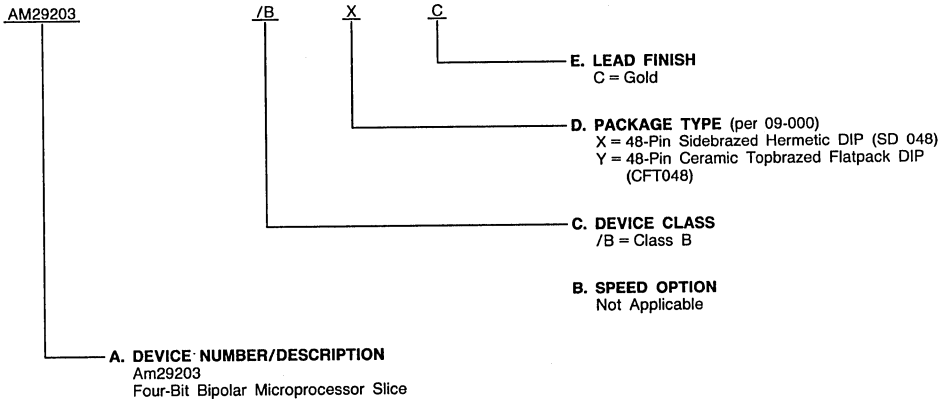 AM29203 /B X C
E. LEAD FINISH
C = Gold
D. PACKAGE TYPE (per 09-000)
X = 48-Pin Sidebrazed Hermetic DIP (SD 048)
Y = 48-Pin Ceramic Topbrazed Flatpack DIP
(CFT048)
C. DEVICE CLASS
/B = Class B
B. SPEED OPTION
Not Applicable
A. DEVICE NUMBER/DESCRIPTION
Am29203
Four-Bit Bipolar Microprocessor Slice